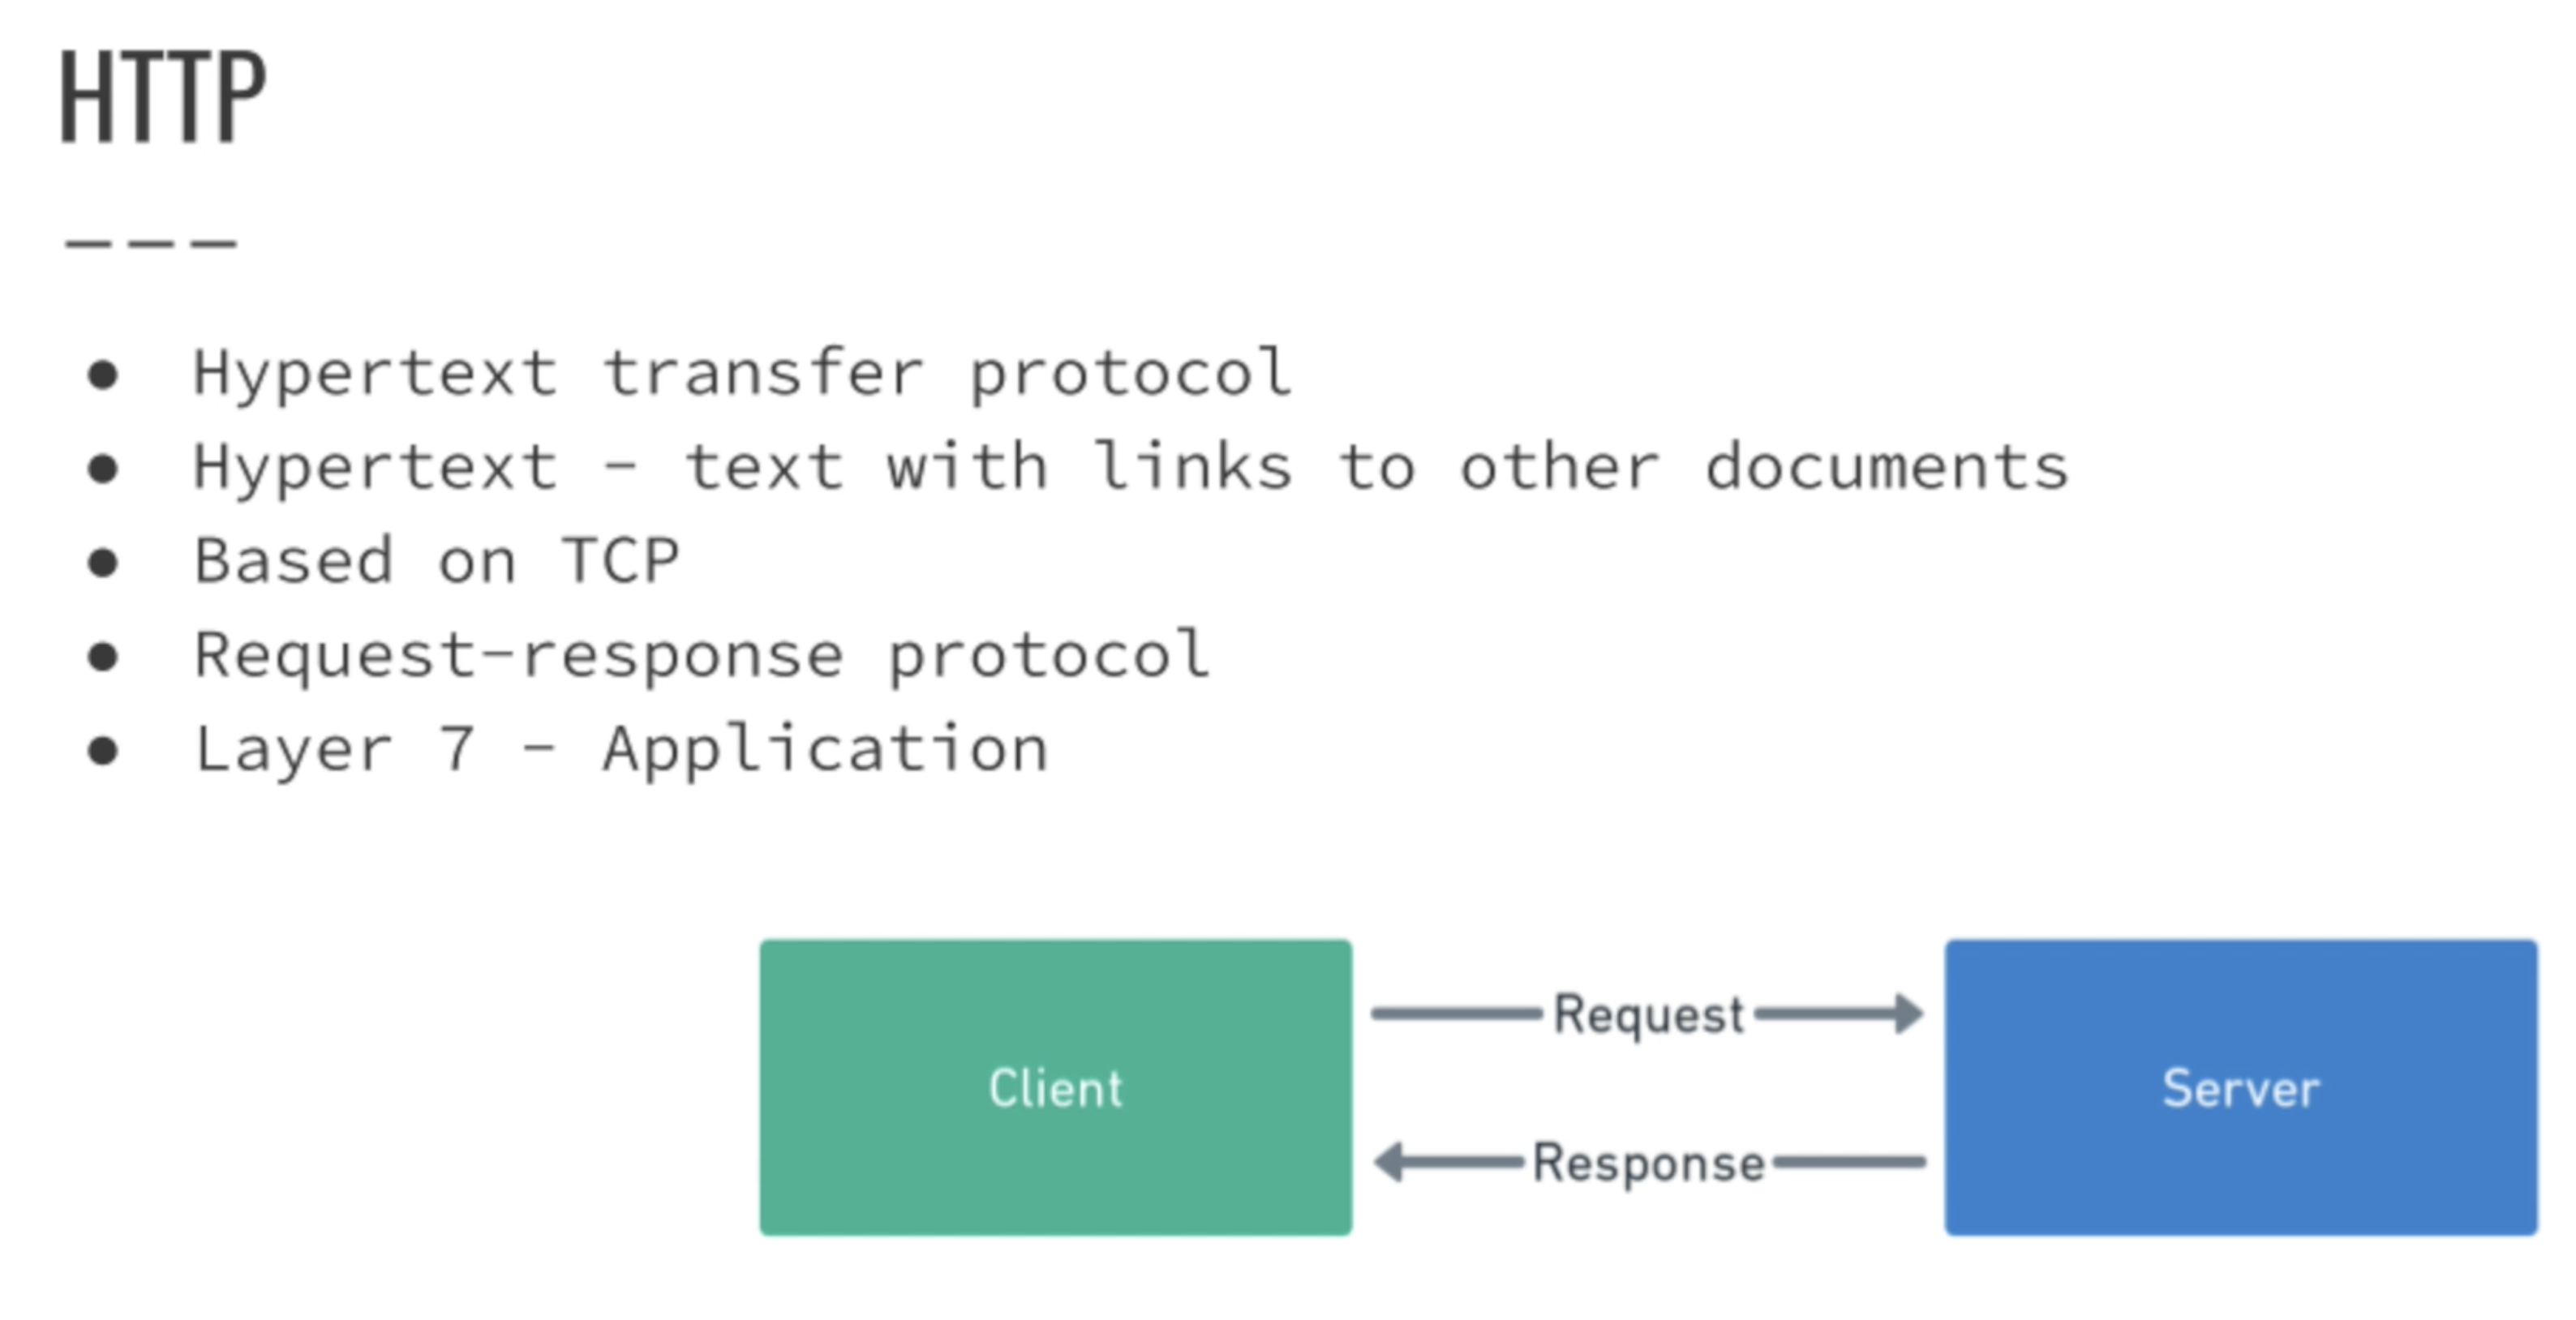 HTTP
———
● Hypertext transfer protocol
● Hypertext - text with links to other documents
● Based on TCP
● Request-response protocol
● Layer 7 - Application
Request
Client
Server
Response